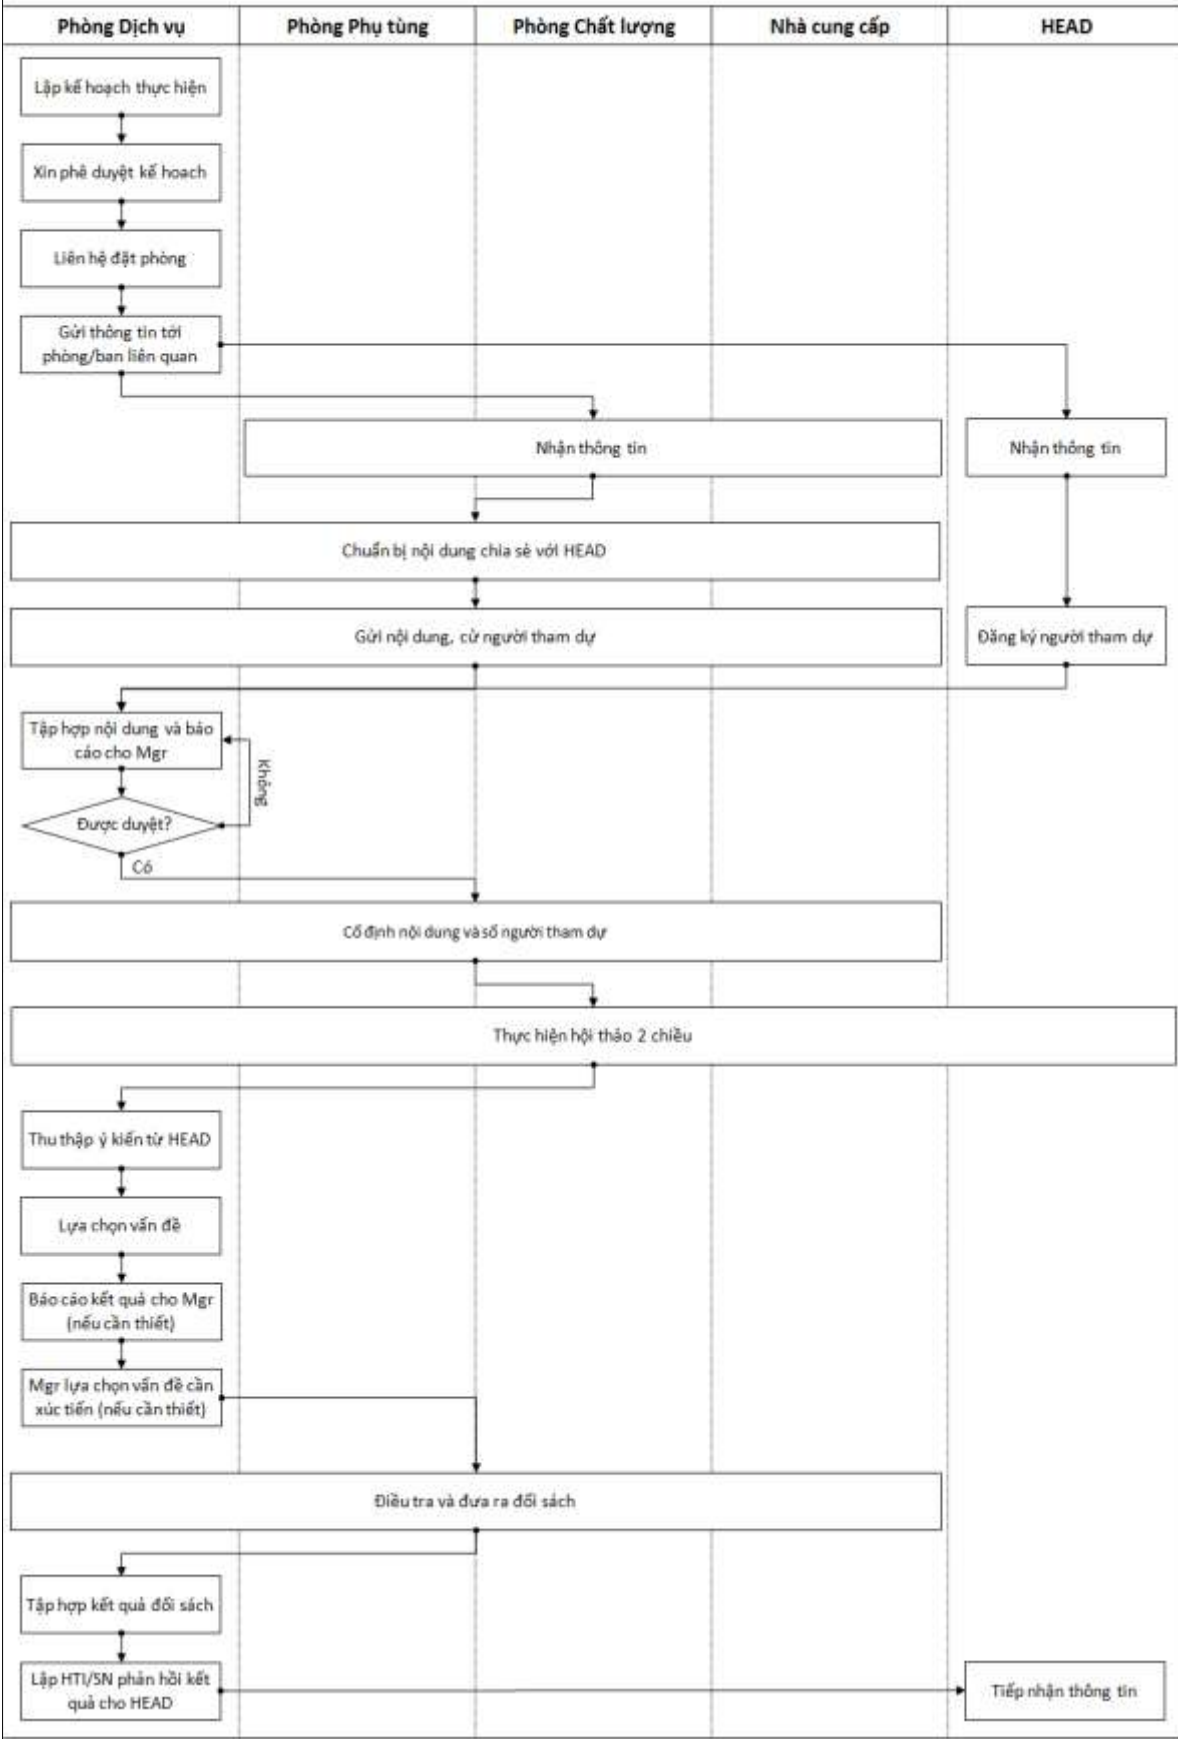 Phòng Dịch vụ
Phòng Phụ tùng
Phòng Chất lượng
Nhà cung cấp
HEAD
Lập kế hoạch thực hiện
Xin phê duyệt kế hoach
Liên hệ đặt phòng
Gửi thông tin tới
phòng/ban liên quan
Nhận thông tin
Nhận thông tin
Chuẩn bị nội dung chia sẻ với HEAD
Gửi nội dung, cử người tham dự
Đăng ký người tham dự
Tập hợp nội dung và báo
cáo cho Mgr
Không
Được duyệt?
Có
Cố định nội dung và số người tham dự
Thực hiện hội thảo 2 chiều
Thu thập ý kiến từ HEAD
Lựa chọn vấn đề
Báo cáo kết quả cho Mgr
(nếu cần thiết)
Mgr lựa chọn vấn đề cần
xúc tiến (nếu cần thiết)
Điều tra và đưa ra đối sách
Tập hợp kết quả đối sách
Lập HTI/SN phản hồi kết
quả cho HEAD
Tiếp nhận thông tin